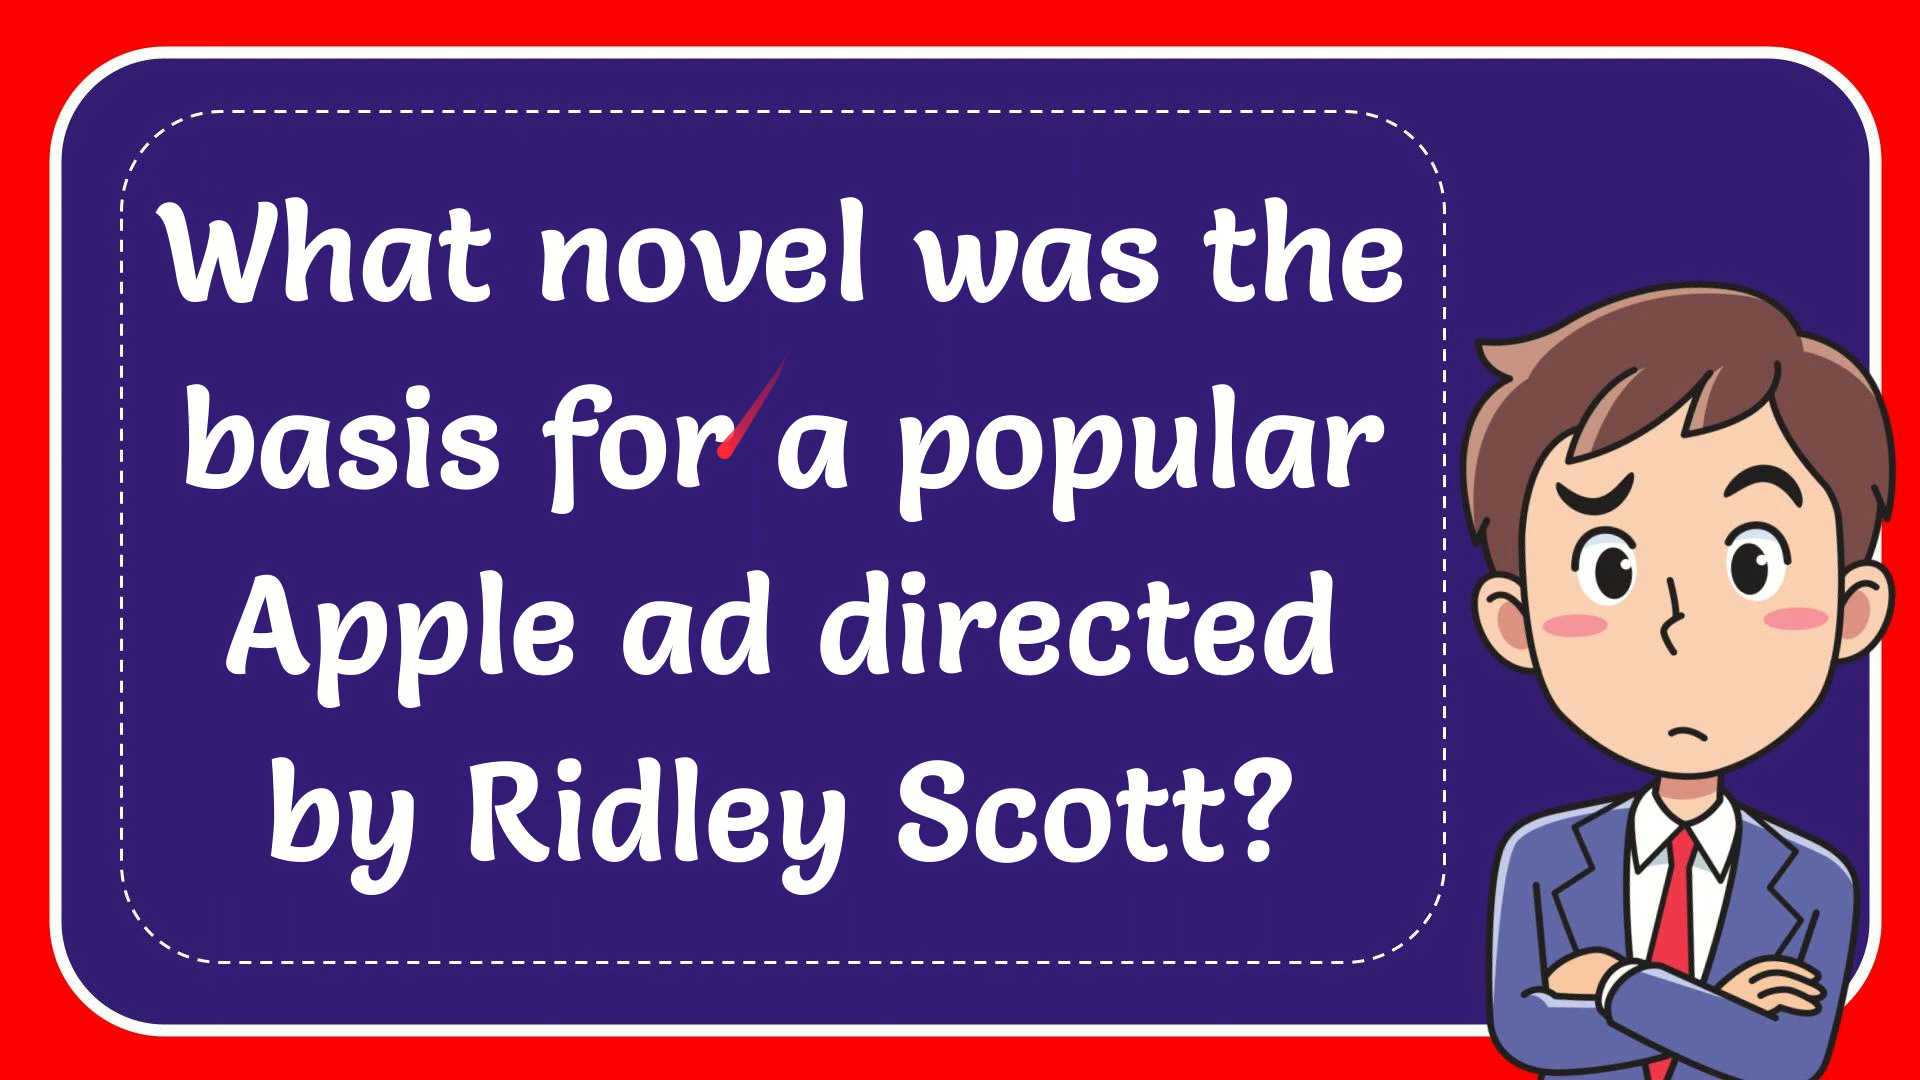 What novel was the
basis for a popular
Apple ad directed
by Ridley Scott?